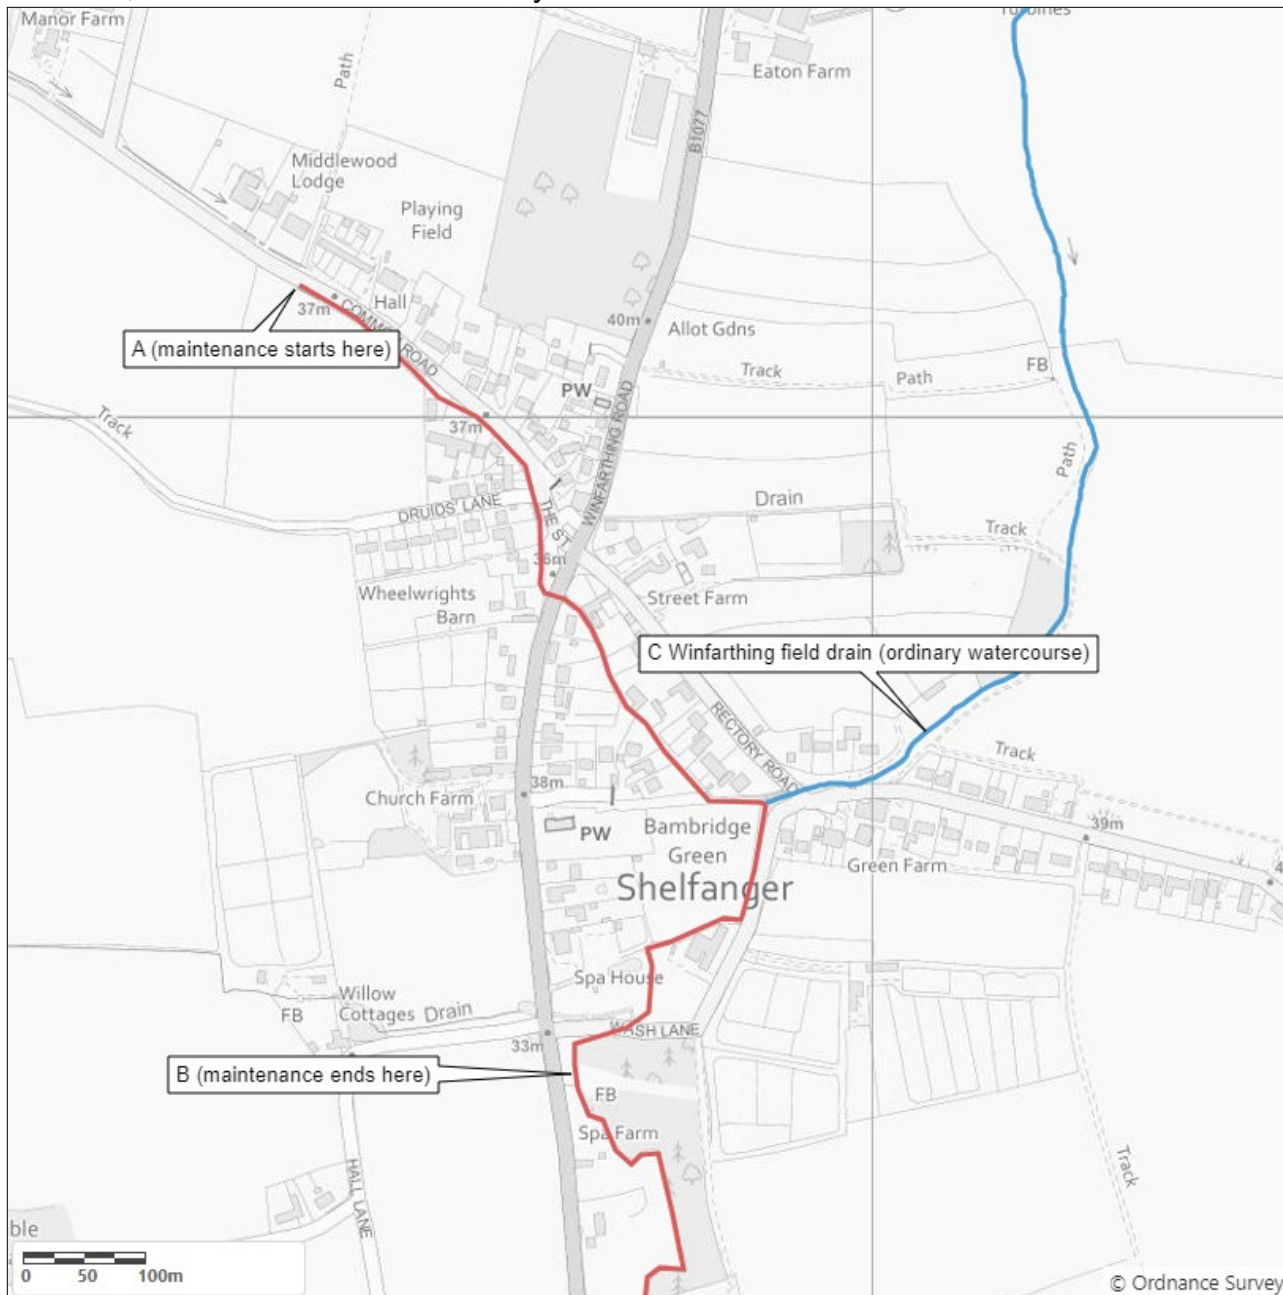 Manor Farm
Path
Turbines
Eaton Farm
B1077
Middlewood
Lodge
Playing
Field
Hall
37m
COMMON ROAD
40m
Allot Gdns
A (maintenance starts here)
Track
Path
FB
PW
WINFARTHING ROAD
Track
37m
Path
Drain
DRUIDS' LANE
THE ST
Track
36m
Wheelwrights
Barn
Street Farm
C Winfarthing field drain (ordinary watercourse)
RECTORY ROAD
Track
38m
Church Farm
PW
Bambridge
Green
39m
Green Farm
Shelfanger
Spa House
Willow
Cottages
Drain
FB
WASH LANE
33m
B (maintenance ends here)
FB
Spa Farm
HALL LANE
Track
ble
0 50 100m
© Ordnance Survey